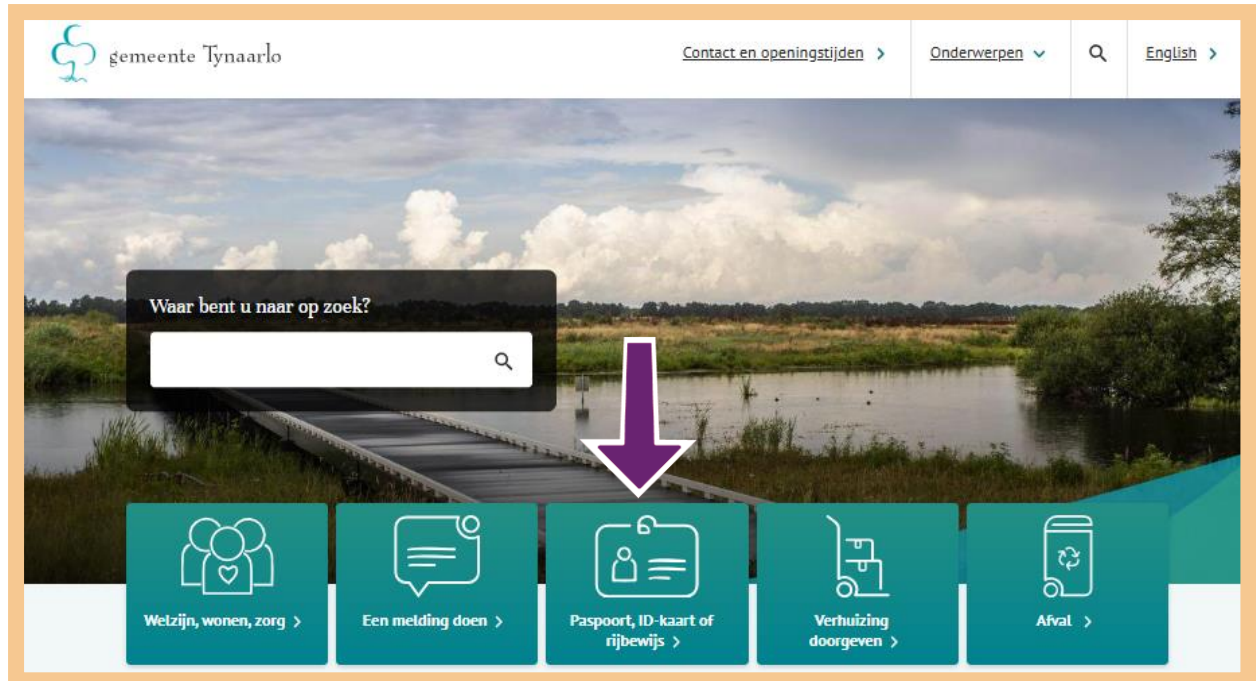 gemeente Tynaarlo
Contact en openingstijden
Onderwerpen
English
Waar bent u naar op zoek?
Welzijn, wonen, zorg
Een melding doen
Paspoort, ID-kaart of
rijbewijs
Verhuizing
doorgeven
Afval